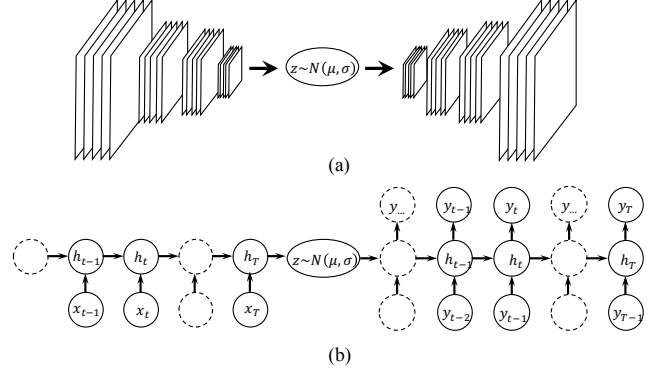 z~N(μ, σ)
(a)
y... y_{t-1} y_t y... y_T
h_{t-1} h_t h_T z~N(μ, σ) h_{t-1} h_t h_T
x_{t-1} x_t x_T y_{t-2} y_{t-1} y_{T-1}
(b)